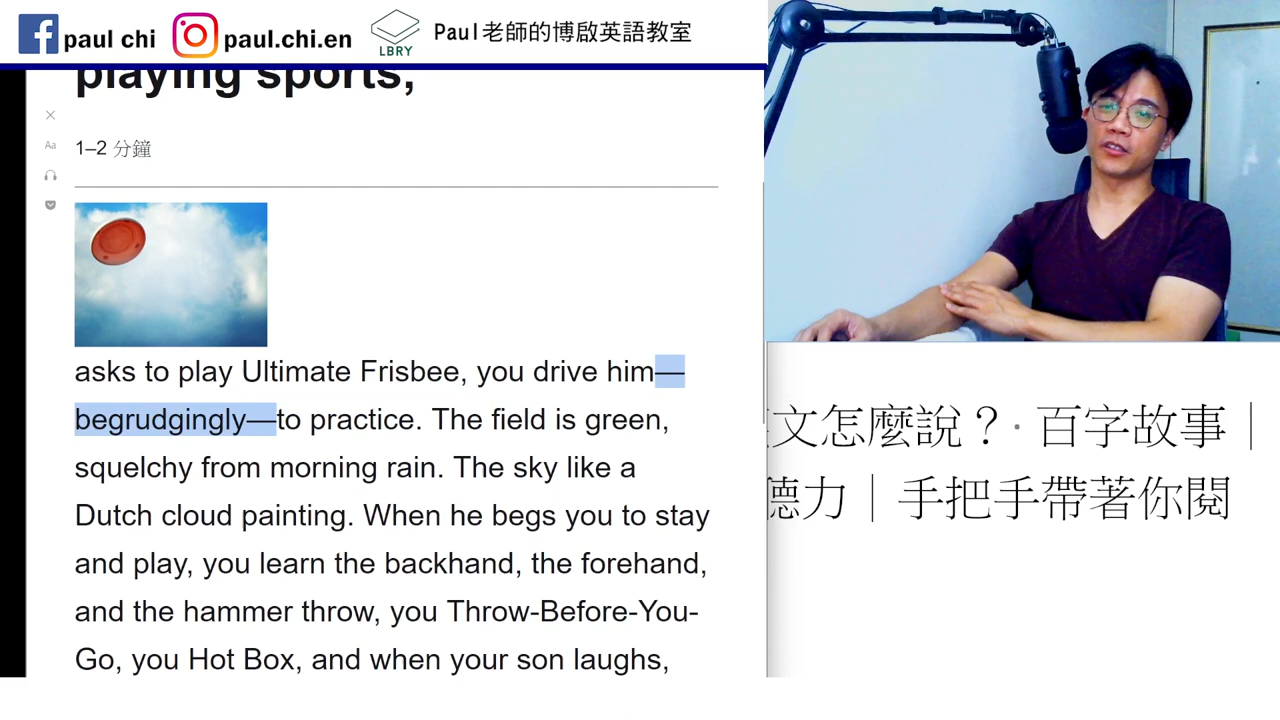 paul chi
paul.chi.en
LBRY
Paul老師的博啟英語教室
playing sports,
Aa
1–2 分鐘
asks to play Ultimate Frisbee, you drive him—
begrudgingly—to practice. The field is green,
squelchy from morning rain. The sky like a
Dutch cloud painting. When he begs you to stay
and play, you learn the backhand, the forehand,
and the hammer throw, you Throw-Before-You-
Go, you Hot Box, and when your son laughs,
文怎麼說？· 百字故事｜
聽力｜手把手帶著你閱